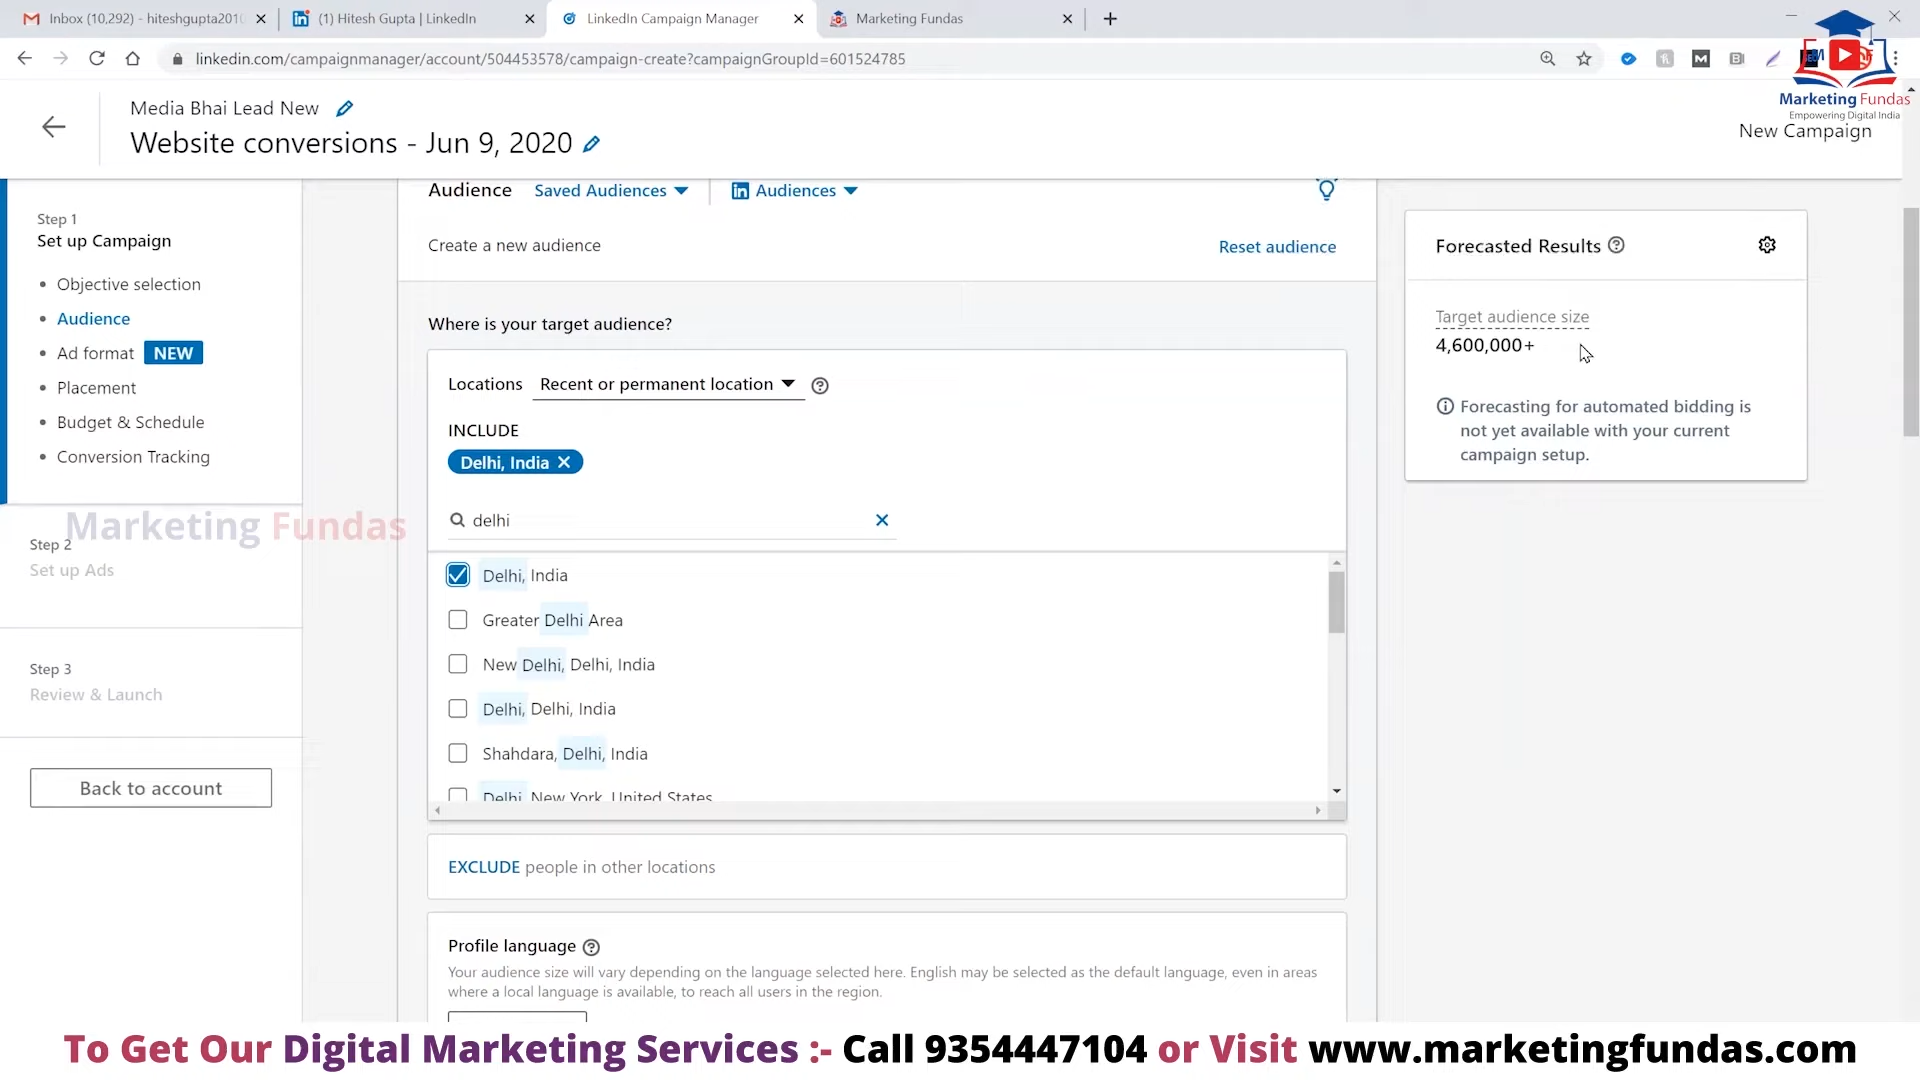 Inbox (10,292) - hiteshgupta201
(1) Hitesh Gupta | LinkedIn
LinkedIn Campaign Manager
Marketing Fundas
linkedin.com/campaignmanager/account/504453578/campaign-create?campaignGroupId=601524785
Marketing Fundas
Empowering Digital India
Media Bhai Lead New
Website conversions - Jun 9, 2020
New Campaign
Step 1
Set up Campaign
Objective selection
Audience
Ad format NEW
Placement
Budget & Schedule
Conversion Tracking
Marketing Fundas
Step 2
Set up Ads
Step 3
Review & Launch
Back to account
Audience Saved Audiences in Audiences
Create a new audience Reset audience
Where is your target audience?
Locations Recent or permanent location
INCLUDE
Delhi, India
delhi
Delhi, India
Greater Delhi Area
New Delhi, Delhi, India
Delhi, Delhi, India
Shahdara, Delhi, India
Delhi, New York, United States
EXCLUDE people in other locations
Profile language
Your audience size will vary depending on the language selected here. English may be selected as the default language, even in areas
where a local language is available, to reach all users in the region.
Forecasted Results
Target audience size
4,600,000+
Forecasting for automated bidding is
not yet available with your current
campaign setup.
To Get Our Digital Marketing Services :- Call 9354447104 or Visit www.marketingfundas.com